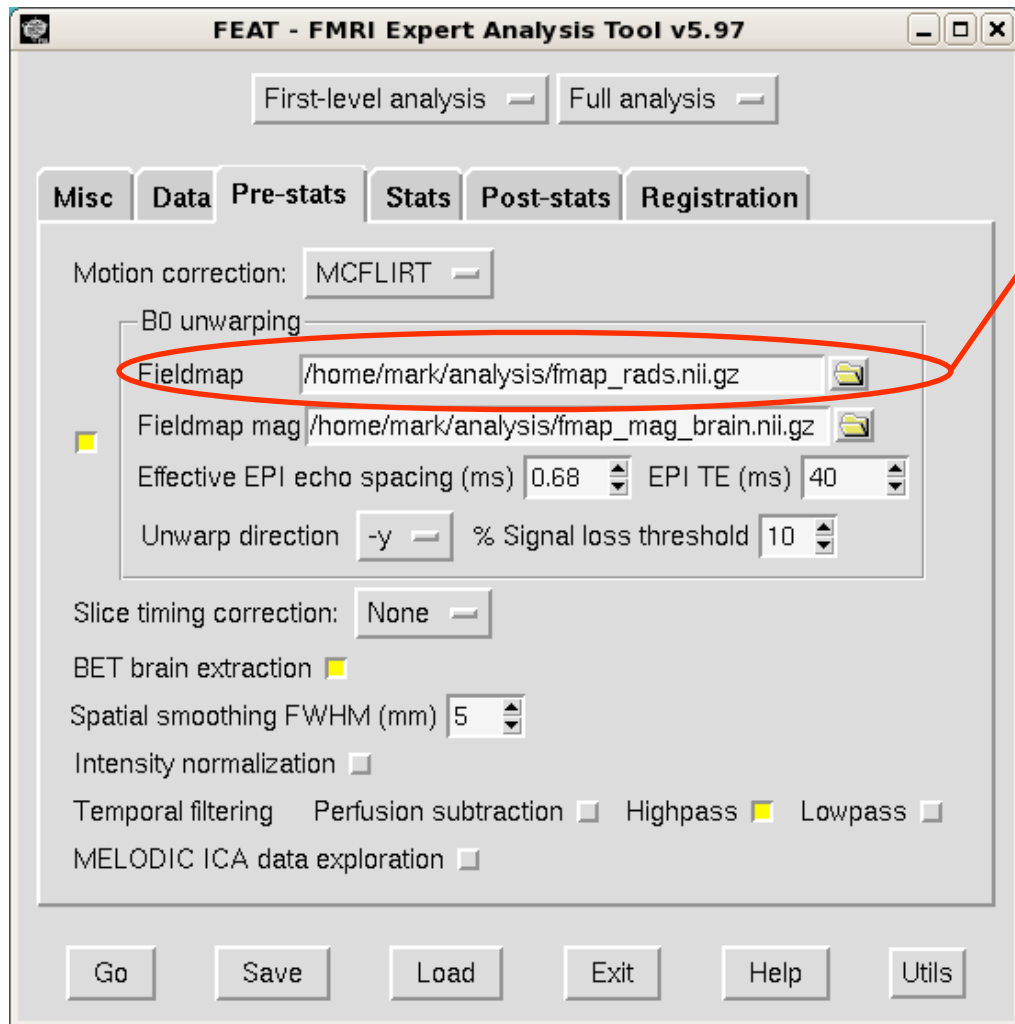 FEAT - FMRI Expert Analysis Tool v5.97
First-level analysis Full analysis
Misc Data Pre-stats Stats Post-stats Registration
Motion correction: MCFLIRT
B0 unwarping
Fieldmap /home/mark/analysis/fmap_rads.nii.gz
Fieldmap mag /home/mark/analysis/fmap_mag_brain.nii.gz
Effective EPI echo spacing (ms) 0.68 EPI TE (ms) 40
Unwarp direction -y % Signal loss threshold 10
Slice timing correction: None
BET brain extraction
Spatial smoothing FWHM (mm) 5
Intensity normalization
Temporal filtering Perfusion subtraction Highpass Lowpass
MELODIC ICA data exploration
Go Save Load Exit Help Utils